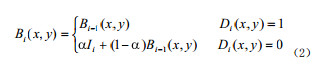 B_i(x, y) = { B_{i-1}(x, y)    D_i(x, y) = 1
αI_i + (1-α)B_{i-1}(x, y)    D_i(x, y) = 0 (2)